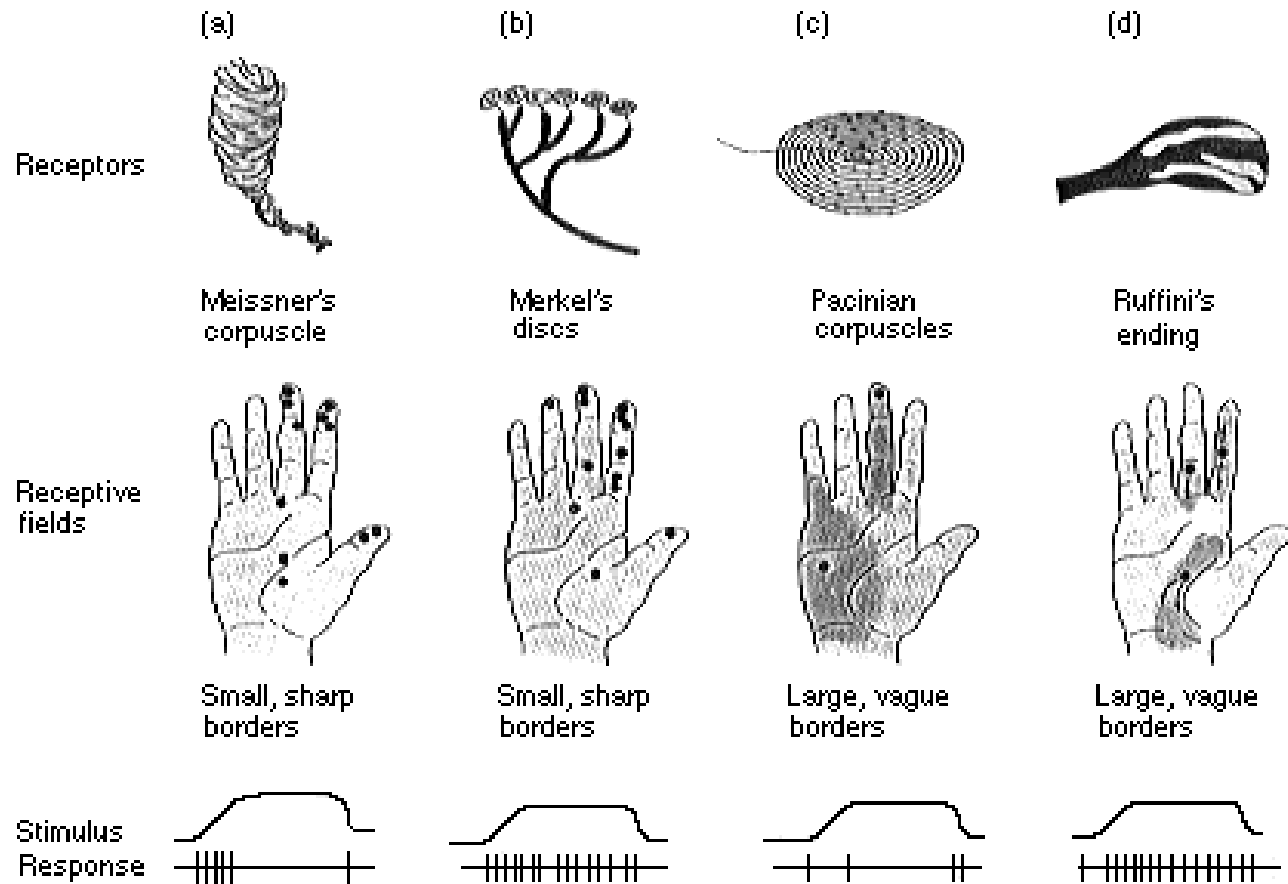 (a) (b) (c) (d)
Receptors
Meissner's Merkel's Pacinian Ruffini's
corpuscle discs corpuscles ending
Receptive
fields
Small, sharp Small, sharp Large, vague Large, vague
borders borders borders borders
Stimulus
Response